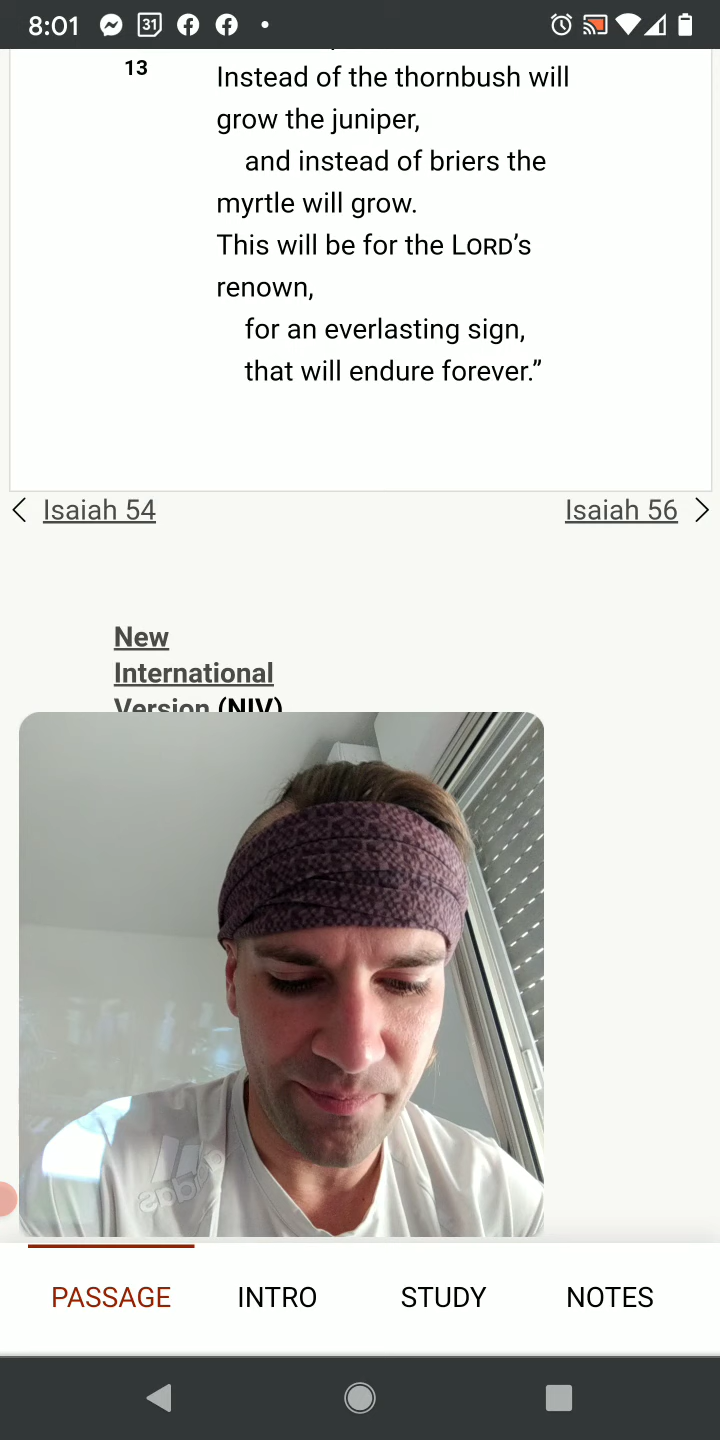 8:01
31
13
Instead of the thornbush will
grow the juniper,
and instead of briers the
myrtle will grow.
This will be for the LORD’s
renown,
for an everlasting sign,
that will endure forever.”
Isaiah 54
Isaiah 56
New
International
Version (NIV)
adidas
PASSAGE
INTRO
STUDY
NOTES